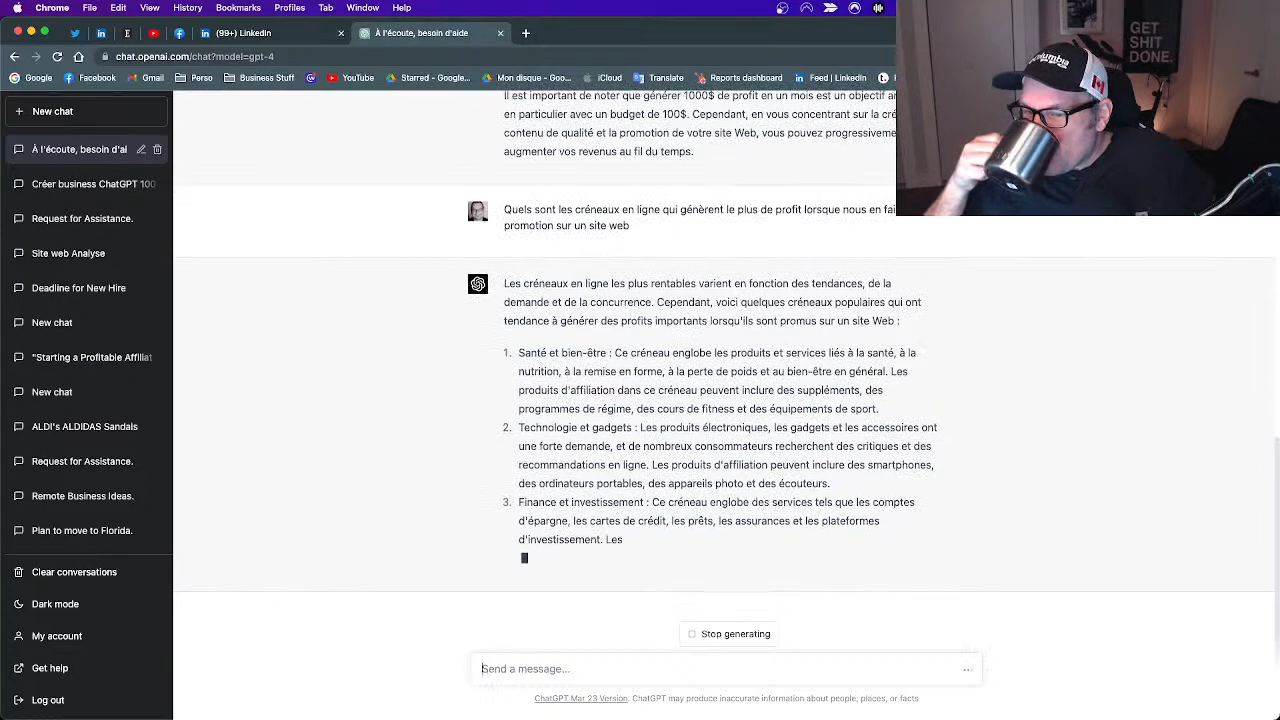 Chrome File Edit View History Bookmarks Profiles Tab Window Help
(99+) LinkedIn
À l'écoute, besoin d'aide
chat.openai.com/chat?model=gpt-4
Google Facebook Gmail Work Business Stuff YouTube Starred - Google... Mon disque - Goog... iCloud Translate Reports dashboard Feed | LinkedIn
New chat
À l'écoute, besoin d'ai
Créer business ChatGPT 100
Request for Assistance.
Site web Analyse
Deadline for New Hire
New chat
"Starting a Profitable Affiliat
New chat
ALDI's ALDIDAS Sandals
Request for Assistance.
Remote Business Ideas.
Plan to move to Florida.
Clear conversations
Dark mode
My account
Get help
Log out
Il est important de noter que générer 1000$ de profit en un mois est un objectif
en particulier avec un budget de 100$. Cependant, en vous concentrant sur la
contenu de qualité et la promotion de votre site Web, vous pouvez progressivement
augmenter vos revenus au fil du temps.
Quels sont les créneaux en ligne qui génèrent le plus de profit lorsque nous en fai
promotion sur un site web
Les créneaux en ligne les plus rentables varient en fonction des tendances, de la
demande et de la concurrence. Cependant, voici quelques créneaux populaires qui ont
tendance à générer des profits importants lorsqu'ils sont promus sur un site Web :
1. Santé et bien-être : Ce créneau englobe les produits et services liés à la santé, à la
nutrition, à la remise en forme, à la perte de poids et au bien-être en général. Les
produits d'affiliation dans ce créneau peuvent inclure des suppléments, des
programmes de régime, des cours de fitness et des équipements de sport.
2. Technologie et gadgets : Les produits électroniques, les gadgets et les accessoires ont
une forte demande, et de nombreux consommateurs recherchent des critiques et des
recommandations en ligne. Les produits d'affiliation peuvent inclure des smartphones,
des ordinateurs portables, des appareils photo et des écouteurs.
3. Finance et investissement : Ce créneau englobe des services tels que les comptes
d'épargne, les cartes de crédit, les prêts, les assurances et les plateformes
d'investissement. Les
Stop generating
Send a message...
ChatGPT Mar 23 Version. ChatGPT may produce inaccurate information about people, places, or facts
GET
SHIT
DONE.
Columbia